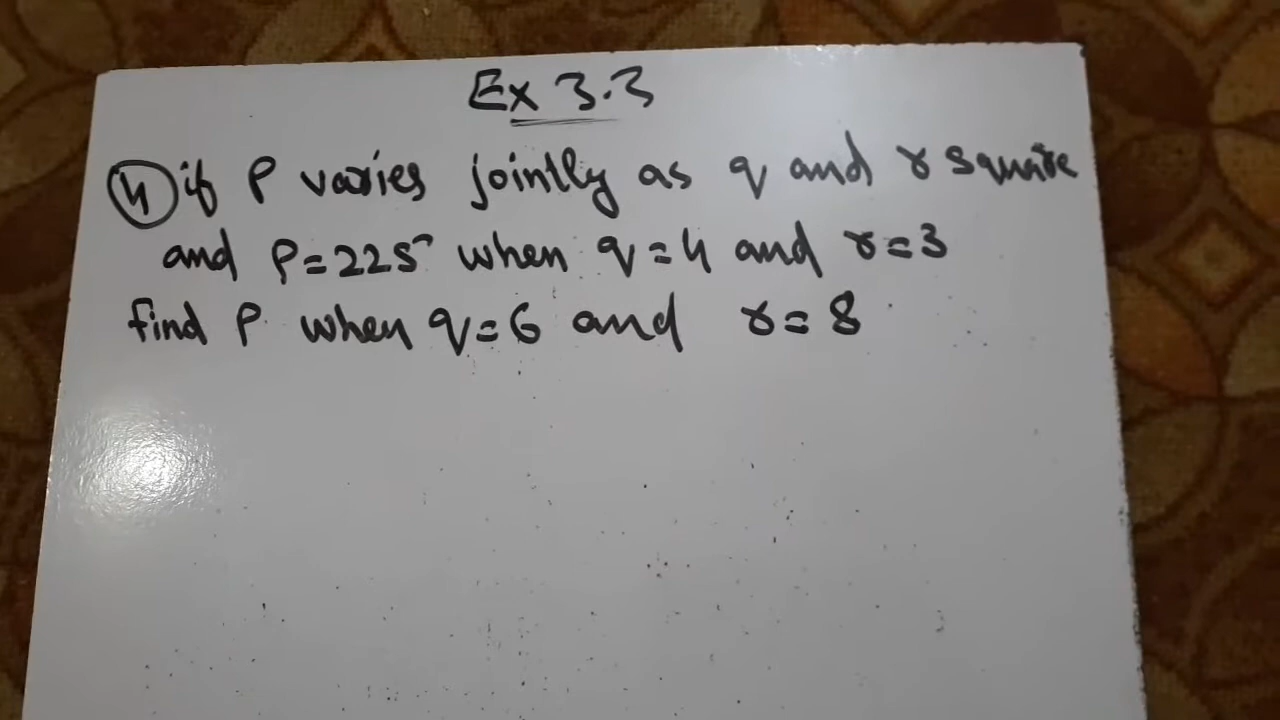 Ex 3.3
④ if P varies jointly as q and r square
and P=225 when q=4 and r=3
find P when q=6 and r=8